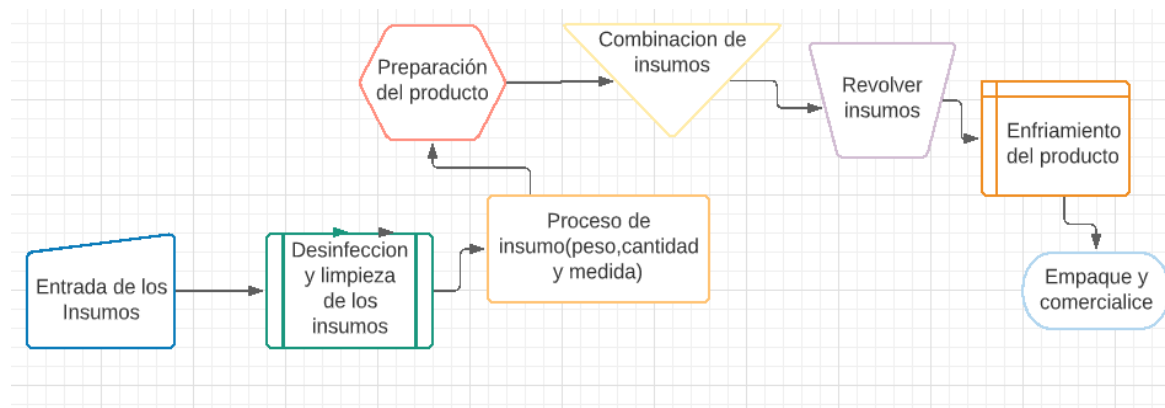 Entrada de los
Insumos
Desinfeccion
y limpieza
de los
insumos
Proceso de
insumo(peso,cantidad
y medida)
Preparación
del producto
Combinacion de
insumos
Revolver
insumos
Enfriamiento
del producto
Empaque y
comercialice